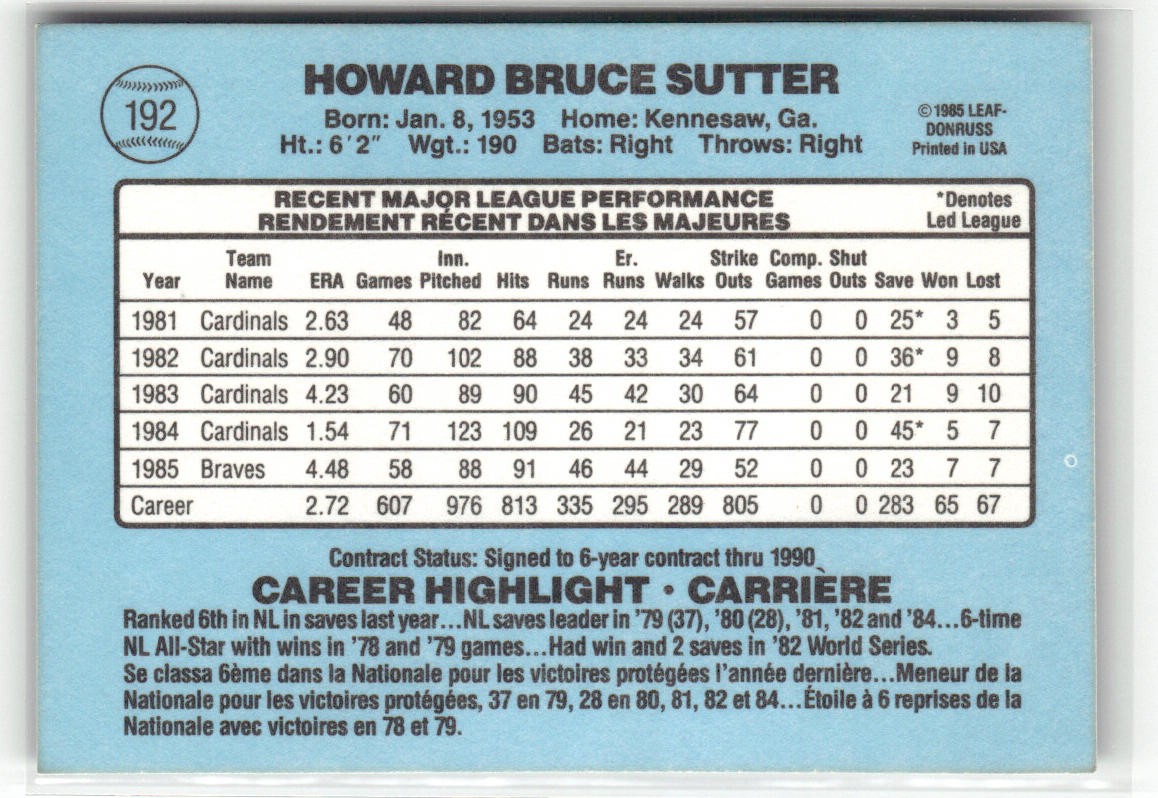 192
HOWARD BRUCE SUTTER
Born: Jan. 8, 1953 Home: Kennesaw, Ga.
Ht.: 6'2" Wgt.: 190 Bats: Right Throws: Right
©1985 LEAF-
DONRUSS
Printed in USA
RECENT MAJOR LEAGUE PERFORMANCE
RENDEMENT RÉCENT DANS LES MAJEURES
*Denotes
Led League
Year Team Name ERA Games Inn. Pitched Hits Runs Er. Runs Walks Strike Outs Comp. Games Shut Outs Save Won Lost
1981 Cardinals 2.63 48 82 64 24 24 24 57 0 0 25* 3 5
1982 Cardinals 2.90 70 102 88 38 33 34 61 0 0 36* 9 8
1983 Cardinals 4.23 60 89 90 45 42 30 64 0 0 21 9 10
1984 Cardinals 1.54 71 123 109 26 21 23 77 0 0 45* 5 7
1985 Braves 4.48 58 88 91 46 44 29 52 0 0 23 7 7
Career 2.72 607 976 813 335 295 289 805 0 0 283 65 67
Contract Status: Signed to 6-year contract thru 1990
CAREER HIGHLIGHT • CARRIÈRE
Ranked 6th in NL in saves last year...NL saves leader in '79 (37), '80 (28), '81, '82 and '84...6-time
NL All-Star with wins in '78 and '79 games...Had win and 2 saves in '82 World Series.
Se classa 6ème dans la Nationale pour les victoires protégées l'année dernière...Meneur de la
Nationale pour les victoires protégées, 37 en 79, 28 en 80, 81, 82 et 84...Étoile à 6 reprises de la
Nationale avec victoires en 78 et 79.